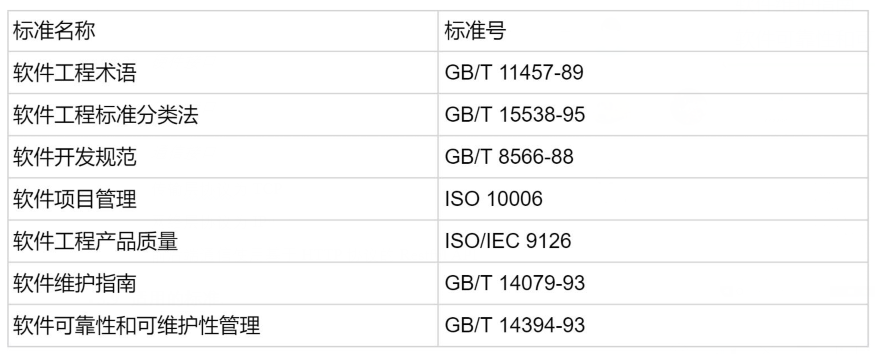 标准名称 标准号
软件工程术语 GB/T 11457-89
软件工程标准分类法 GB/T 15538-95
软件开发规范 GB/T 8566-88
软件项目管理 ISO 10006
软件工程产品质量 ISO/IEC 9126
软件维护指南 GB/T 14079-93
软件可靠性和可维护性管理 GB/T 14394-93